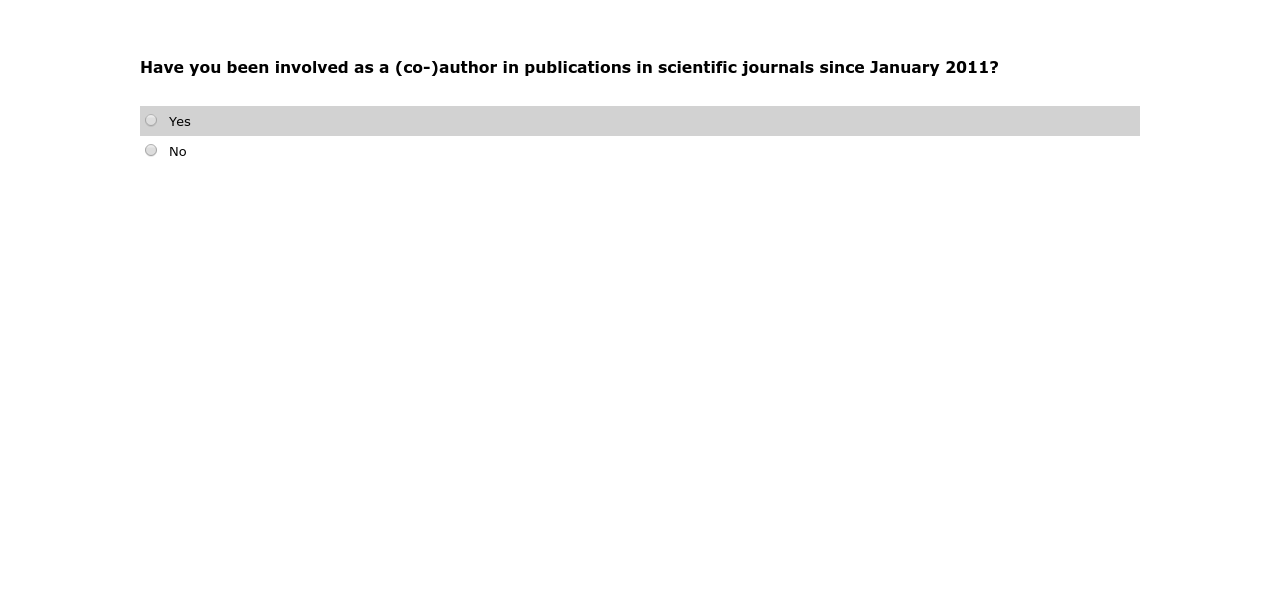 Have you been involved as a (co-)author in publications in scientific journals since January 2011?
Yes
No